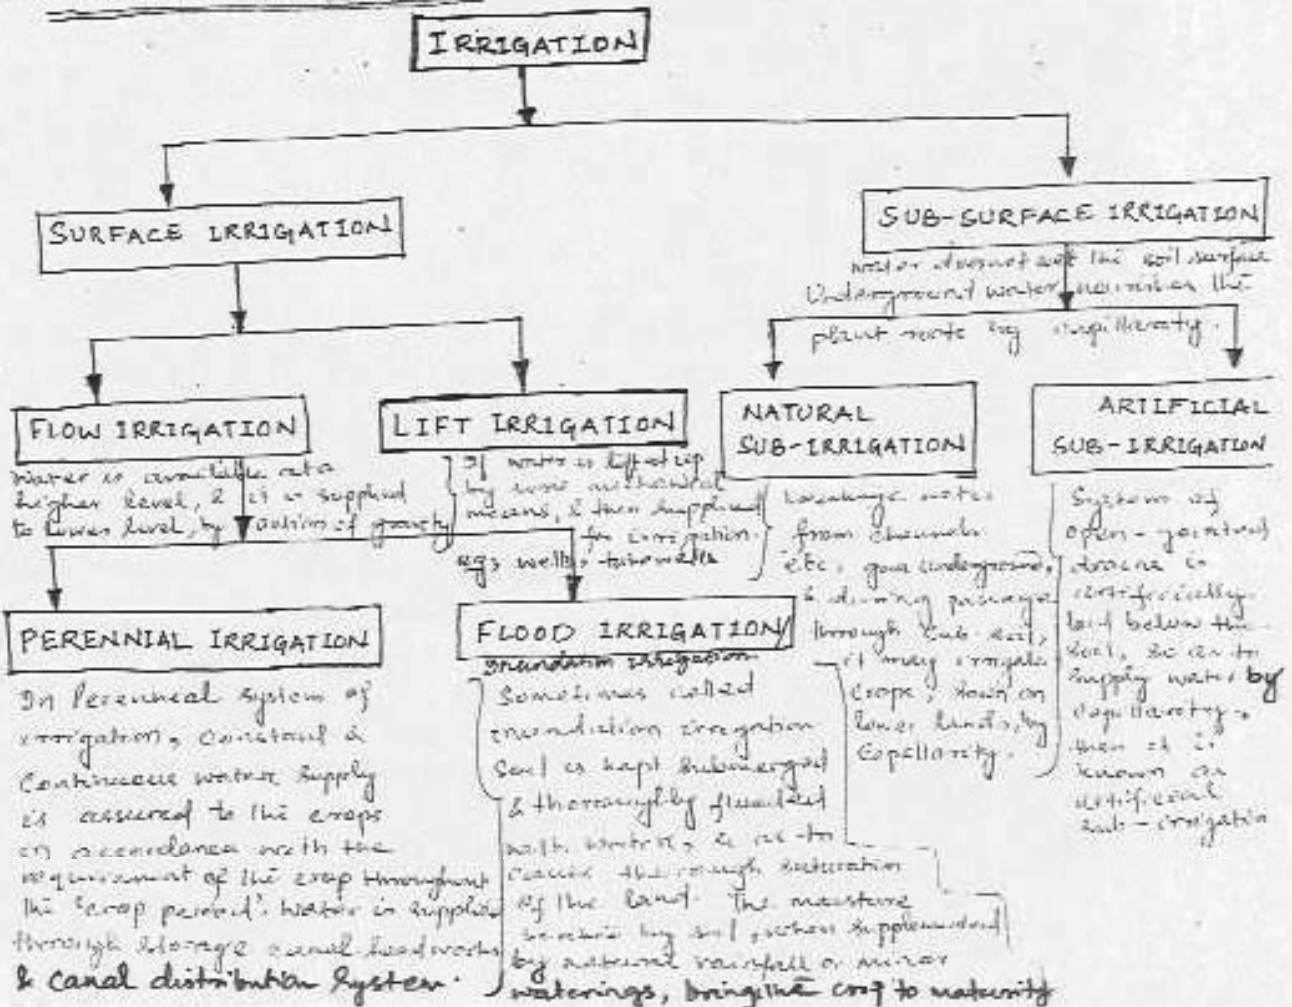 IRRIGATION
SURFACE IRRIGATION
SUB-SURFACE IRRIGATION
water does not wet the soil surface
Underground water nourishes the
plant roots by capillarity.
FLOW IRRIGATION
Water is available at a
higher level, & it is supplied
to lower level, by action of gravity
LIFT IRRIGATION
If water is lifted up
by some mechanical
means, & then supplied
for irrigation.
eg: wells, tubewells
NATURAL
SUB-IRRIGATION
Leakage water
from channels
etc, goes underground,
& during passage
through sub-soil,
it may irrigate
crops, sown on
lower lands, by
Capillarity.
ARTIFICIAL
SUB-IRRIGATION
System of
open-jointed
drains is
artificially
laid below the
soil, so as to
supply water by
capillarity,
then it is
known as
artificial
sub-irrigation
PERENNIAL IRRIGATION
In Perenneal system of
irrigation, constant &
continuous water supply
is assured to the crops
in accordance with the
requirement of the crop throughout
the 'crop period'. Water is supplied
through storage canal headworks
& canal distribution system.
FLOOD IRRIGATION/
Inundation irrigation
Sometimes called
inundation irrigation
Soil is kept submerged
& thoroughly flooded
with water, so as to
cause thorough saturation
of the land. The moisture
by soil, when supplemented
by natural rainfall or minor
waterings, bring the crop to maturity